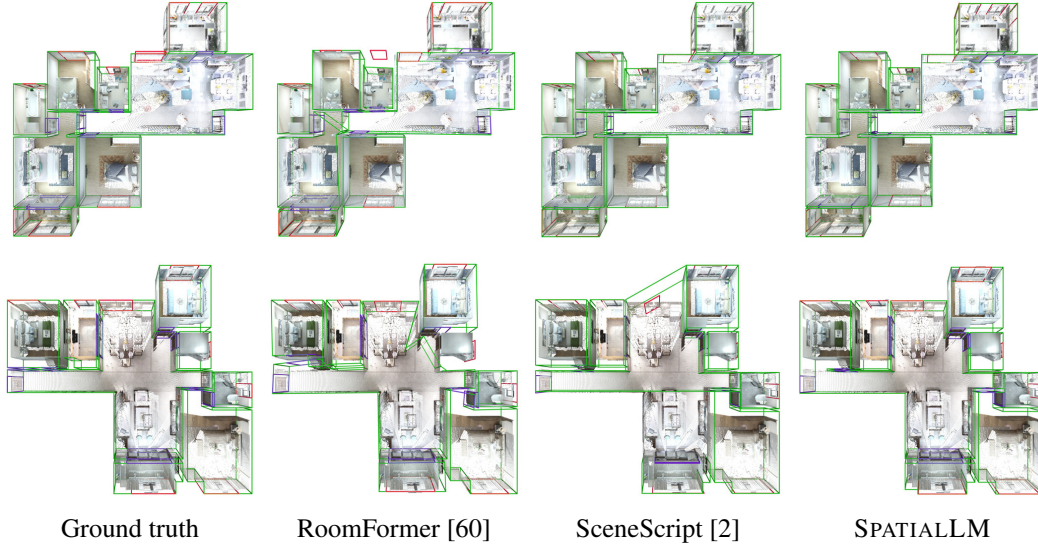 Ground truth
RoomFormer [60]
SceneScript [2]
SPATIALLM